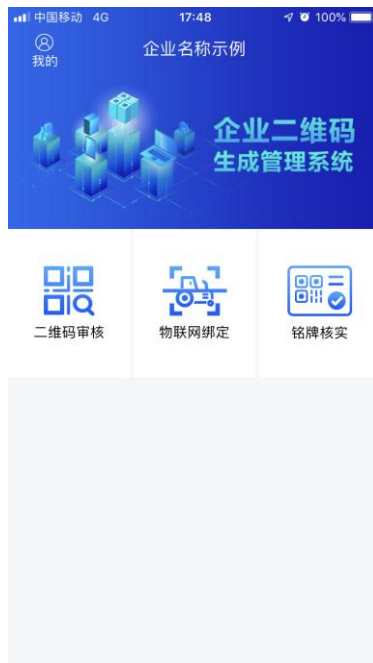 中国移动 4G 17:48 100%
我的
企业名称示例
企业二维码
生成管理系统
二维码审核 物联网绑定 铭牌核实